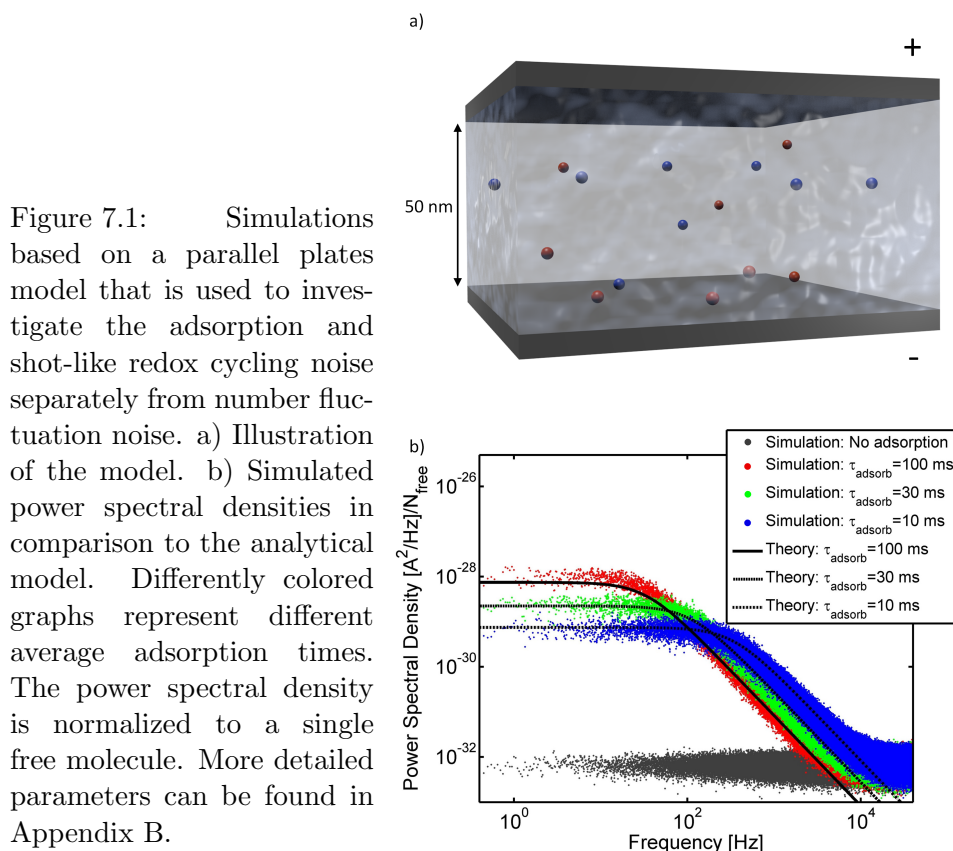 Figure 7.1: Simulations
based on a parallel plates
model that is used to inves-
tigate the adsorption and
shot-like redox cycling noise
separately from number fluc-
tuation noise. a) Illustration
of the model. b) Simulated
power spectral densities in
comparison to the analytical
model. Differently colored
graphs represent different
average adsorption times.
The power spectral density
is normalized to a single
free molecule. More detailed
parameters can be found in
Appendix B.
a)
+
50 nm
-
b)
Simulation: No adsorption
Simulation: τadsorb=100 ms
Simulation: τadsorb=30 ms
Simulation: τadsorb=10 ms
Theory: τadsorb=100 ms
Theory: τadsorb=30 ms
Theory: τadsorb=10 ms
Power Spectral Density [A²/Hz]/Nfree
10⁻²⁶
10⁻²⁸
10⁻³⁰
10⁻³²
10⁰
10²
10⁴
Frequency [Hz]